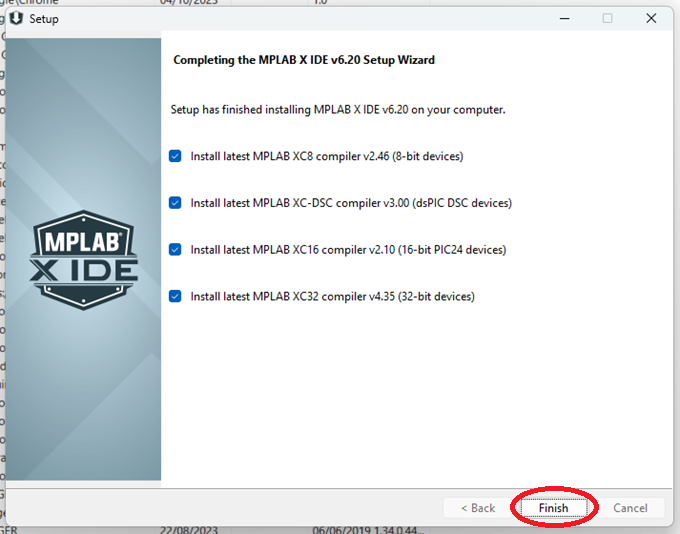 gle\Chrome 04/10/2023 1.0
Setup
Completing the MPLAB X IDE v6.20 Setup Wizard
Setup has finished installing MPLAB X IDE v6.20 on your computer.
Install latest MPLAB XC8 compiler v2.46 (8-bit devices)
Install latest MPLAB XC-DSC compiler v3.00 (dsPIC DSC devices)
Install latest MPLAB XC16 compiler v2.10 (16-bit PIC24 devices)
Install latest MPLAB XC32 compiler v4.35 (32-bit devices)
MPLAB®
X IDE
< Back Finish Cancel
GER 22/08/2023 06/06/2019 1.34.0.44...